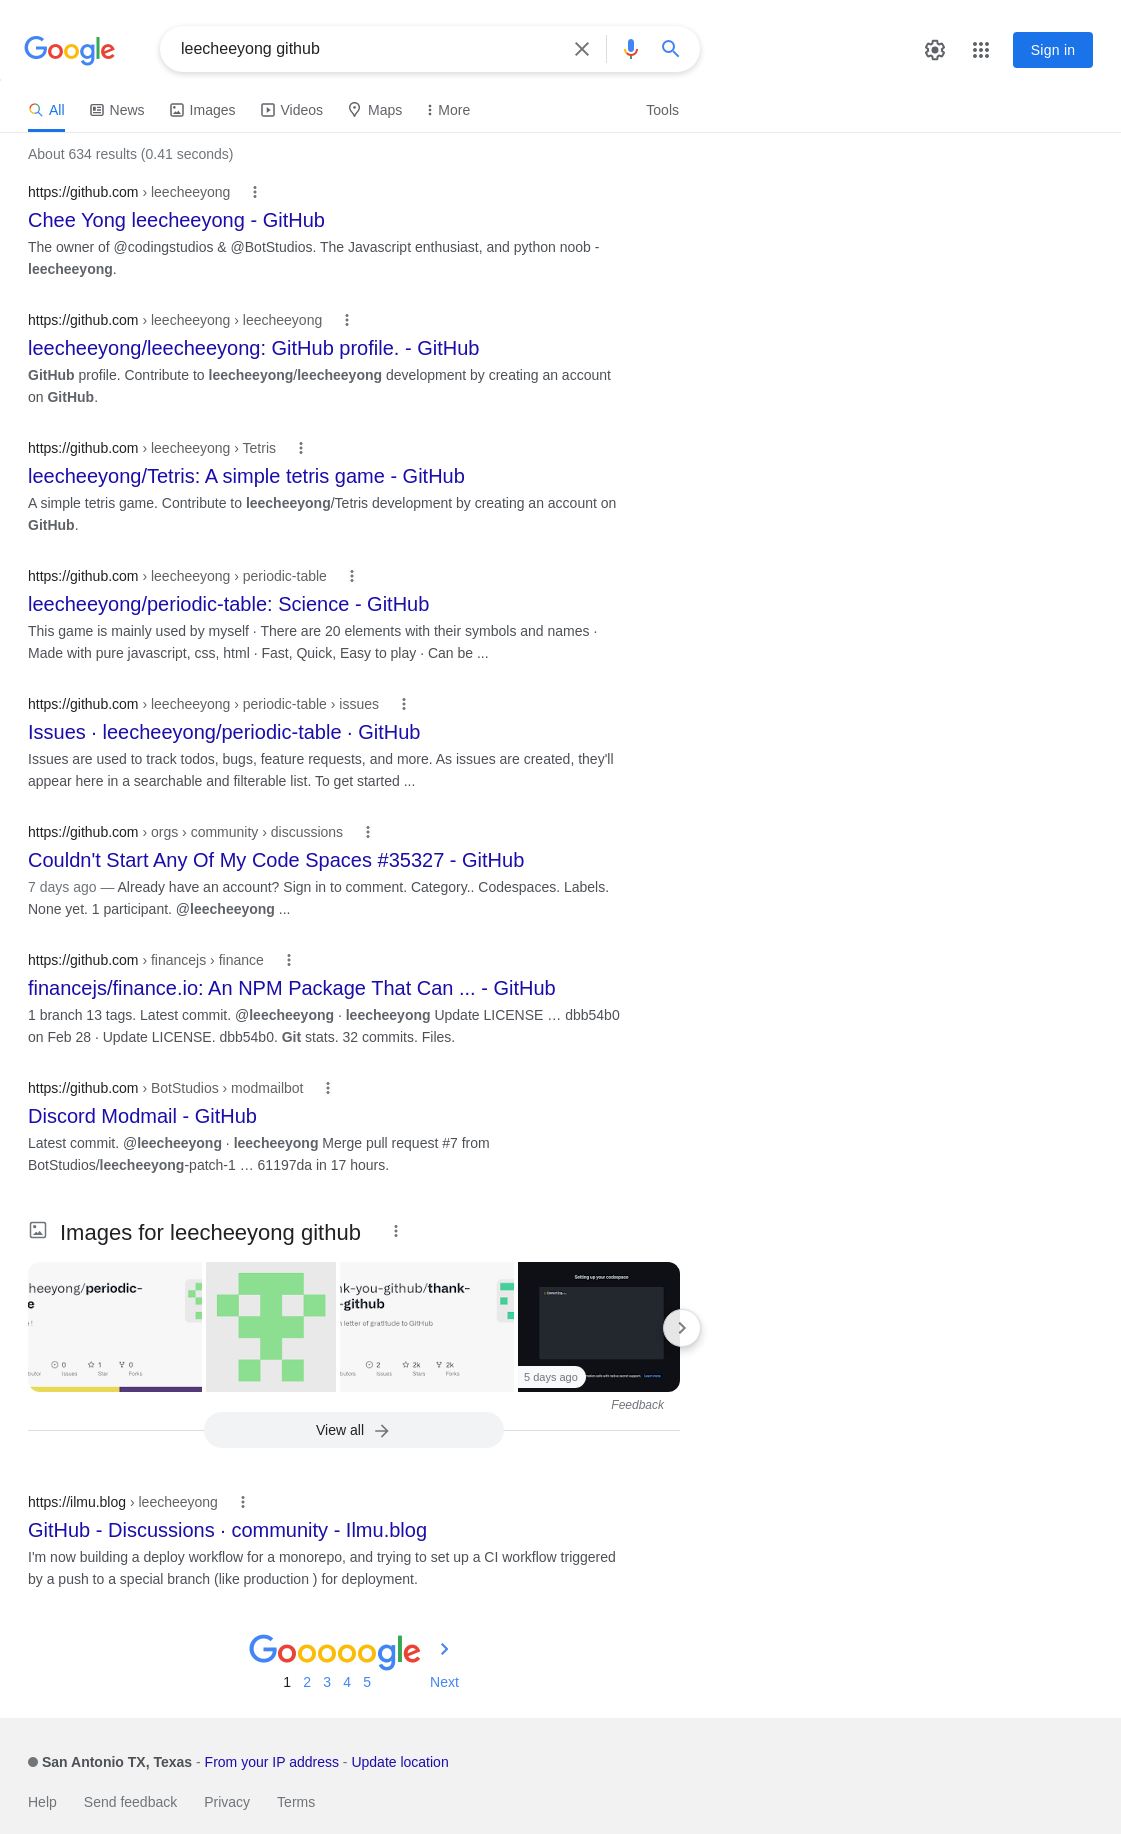 Google
leecheeyong github
Sign in
All
News
Images
Videos
Maps
More
Tools
About 634 results (0.41 seconds)
https://github.com › leecheeyong
Chee Yong leecheeyong - GitHub
The owner of @codingstudios & @BotStudios. The Javascript enthusiast, and python noob -
leecheeyong.
https://github.com › leecheeyong › leecheeyong
leecheeyong/leecheeyong: GitHub profile. - GitHub
GitHub profile. Contribute to leecheeyong/leecheeyong development by creating an account
on GitHub.
https://github.com › leecheeyong › Tetris
leecheeyong/Tetris: A simple tetris game - GitHub
A simple tetris game. Contribute to leecheeyong/Tetris development by creating an account on
GitHub.
https://github.com › leecheeyong › periodic-table
leecheeyong/periodic-table: Science - GitHub
This game is mainly used by myself · There are 20 elements with their symbols and names ·
Made with pure javascript, css, html · Fast, Quick, Easy to play · Can be ...
https://github.com › leecheeyong › periodic-table › issues
Issues · leecheeyong/periodic-table · GitHub
Issues are used to track todos, bugs, feature requests, and more. As issues are created, they'll
appear here in a searchable and filterable list. To get started ...
https://github.com › orgs › community › discussions
Couldn't Start Any Of My Code Spaces #35327 - GitHub
7 days ago — Already have an account? Sign in to comment. Category.. Codespaces. Labels.
None yet. 1 participant. @leecheeyong ...
https://github.com › financejs › finance
financejs/finance.io: An NPM Package That Can ... - GitHub
1 branch 13 tags. Latest commit. @leecheeyong · leecheeyong Update LICENSE … dbb54b0
on Feb 28 · Update LICENSE. dbb54b0. Git stats. 32 commits. Files.
https://github.com › BotStudios › modmailbot
Discord Modmail - GitHub
Latest commit. @leecheeyong · leecheeyong Merge pull request #7 from
BotStudios/leecheeyong-patch-1 … 61197da in 17 hours.
Images for leecheeyong github
heeyong/periodic-
e
e !
0 1 0
butor Issues Star Forks
nk-you-github/thank-
-github
letter of gratitude to GitHub
2 2k 2k
butors Issues Stars Forks
Setting up your codespace
5 days ago
Learn more
Feedback
View all
https://ilmu.blog › leecheeyong
GitHub - Discussions · community - Ilmu.blog
I'm now building a deploy workflow for a monorepo, and trying to set up a CI workflow triggered
by a push to a special branch (like production ) for deployment.
Gooooogle
1 2 3 4 5 Next
San Antonio TX, Texas - From your IP address - Update location
Help Send feedback Privacy Terms